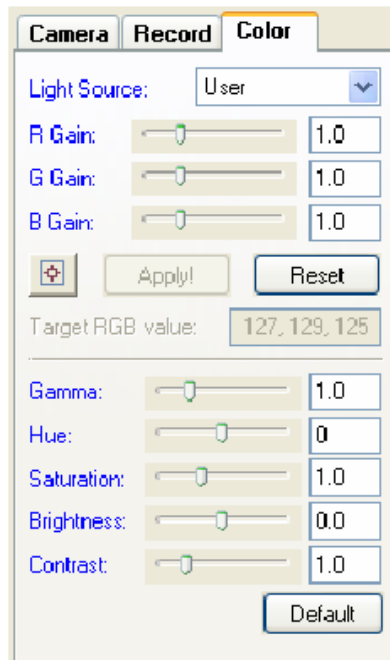 Camera Record Color
Light Source: User
R Gain: 1.0
G Gain: 1.0
B Gain: 1.0
Apply! Reset
Target RGB value: 127, 129, 125
Gamma: 1.0
Hue: 0
Saturation: 1.0
Brightness: 0.0
Contrast: 1.0
Default